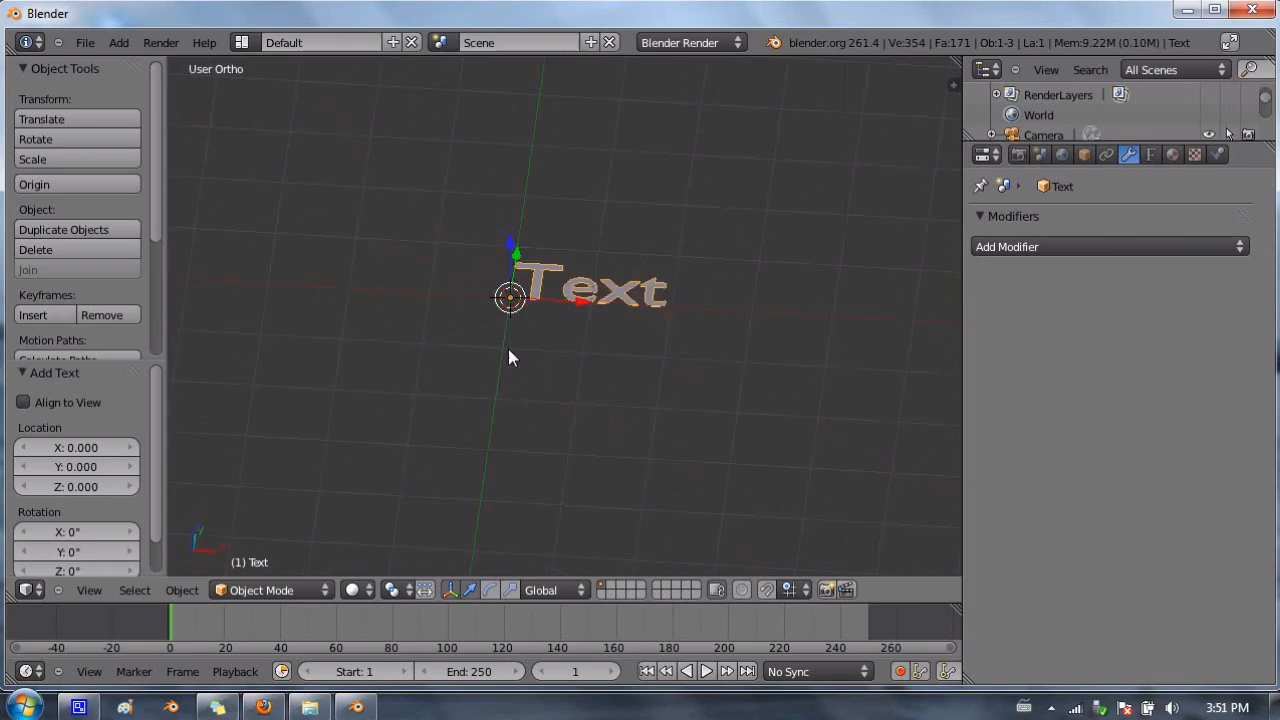 Blender
File Add Render Help Default Scene Blender Render blender.org 261.4 | Ve:354 | Fa:171 | Ob:1-3 | La:1 | Mem:9.22M (0.10M) | Text
Object Tools
Transform:
Translate
Rotate
Scale
Origin
Object:
Duplicate Objects
Delete
Join
Keyframes:
Insert Remove
Motion Paths:
Calculate Paths
Add Text
Align to View
Location
X: 0.000
Y: 0.000
Z: 0.000
Rotation
X: 0°
Y: 0°
Z: 0°
User Ortho
Text
(1) Text
View Select Object Object Mode Global
View Search All Scenes
RenderLayers
World
Camera
Text
Modifiers
Add Modifier
-40 -20 0 20 40 60 80 100 120 140 160 180 200 220 240 260
View Marker Frame Playback Start: 1 End: 250 1 No Sync
3:51 PM